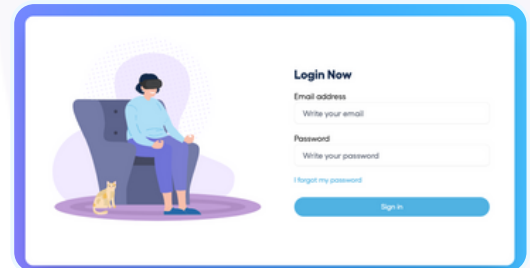 Login Now
Email address
Write your email
Password
Write your password
I forgot my password
Sign in